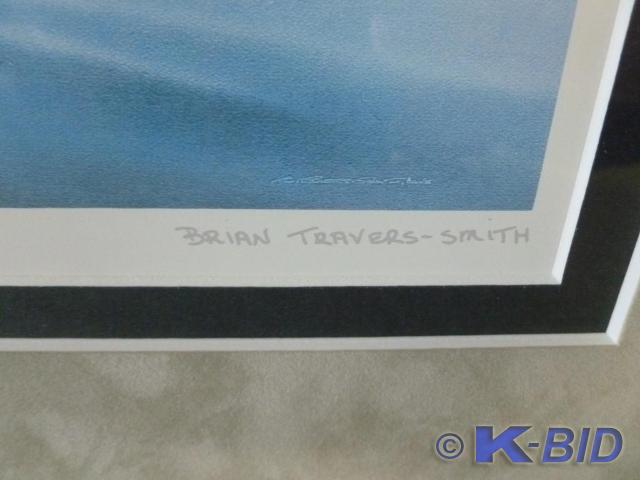 BRIAN TRAVERS-SMITH
© K-BID